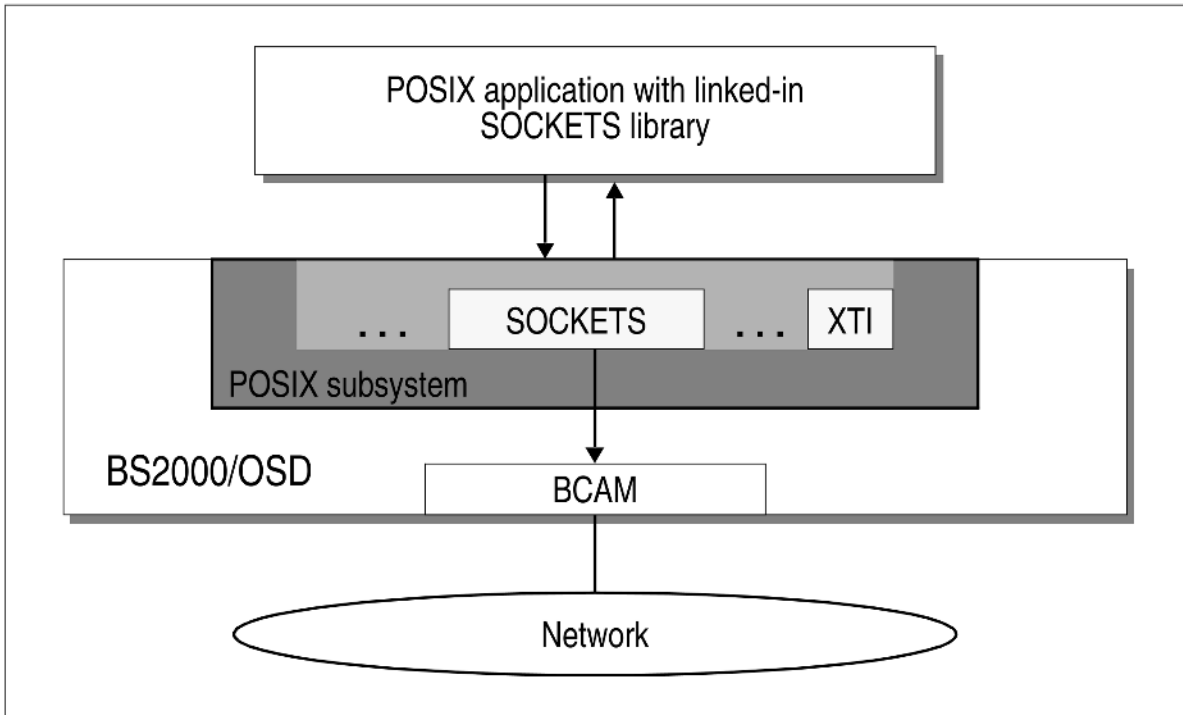 POSIX application with linked-in
SOCKETS library
. . .
SOCKETS
. . .
XTI
POSIX subsystem
BS2000/OSD
BCAM
Network